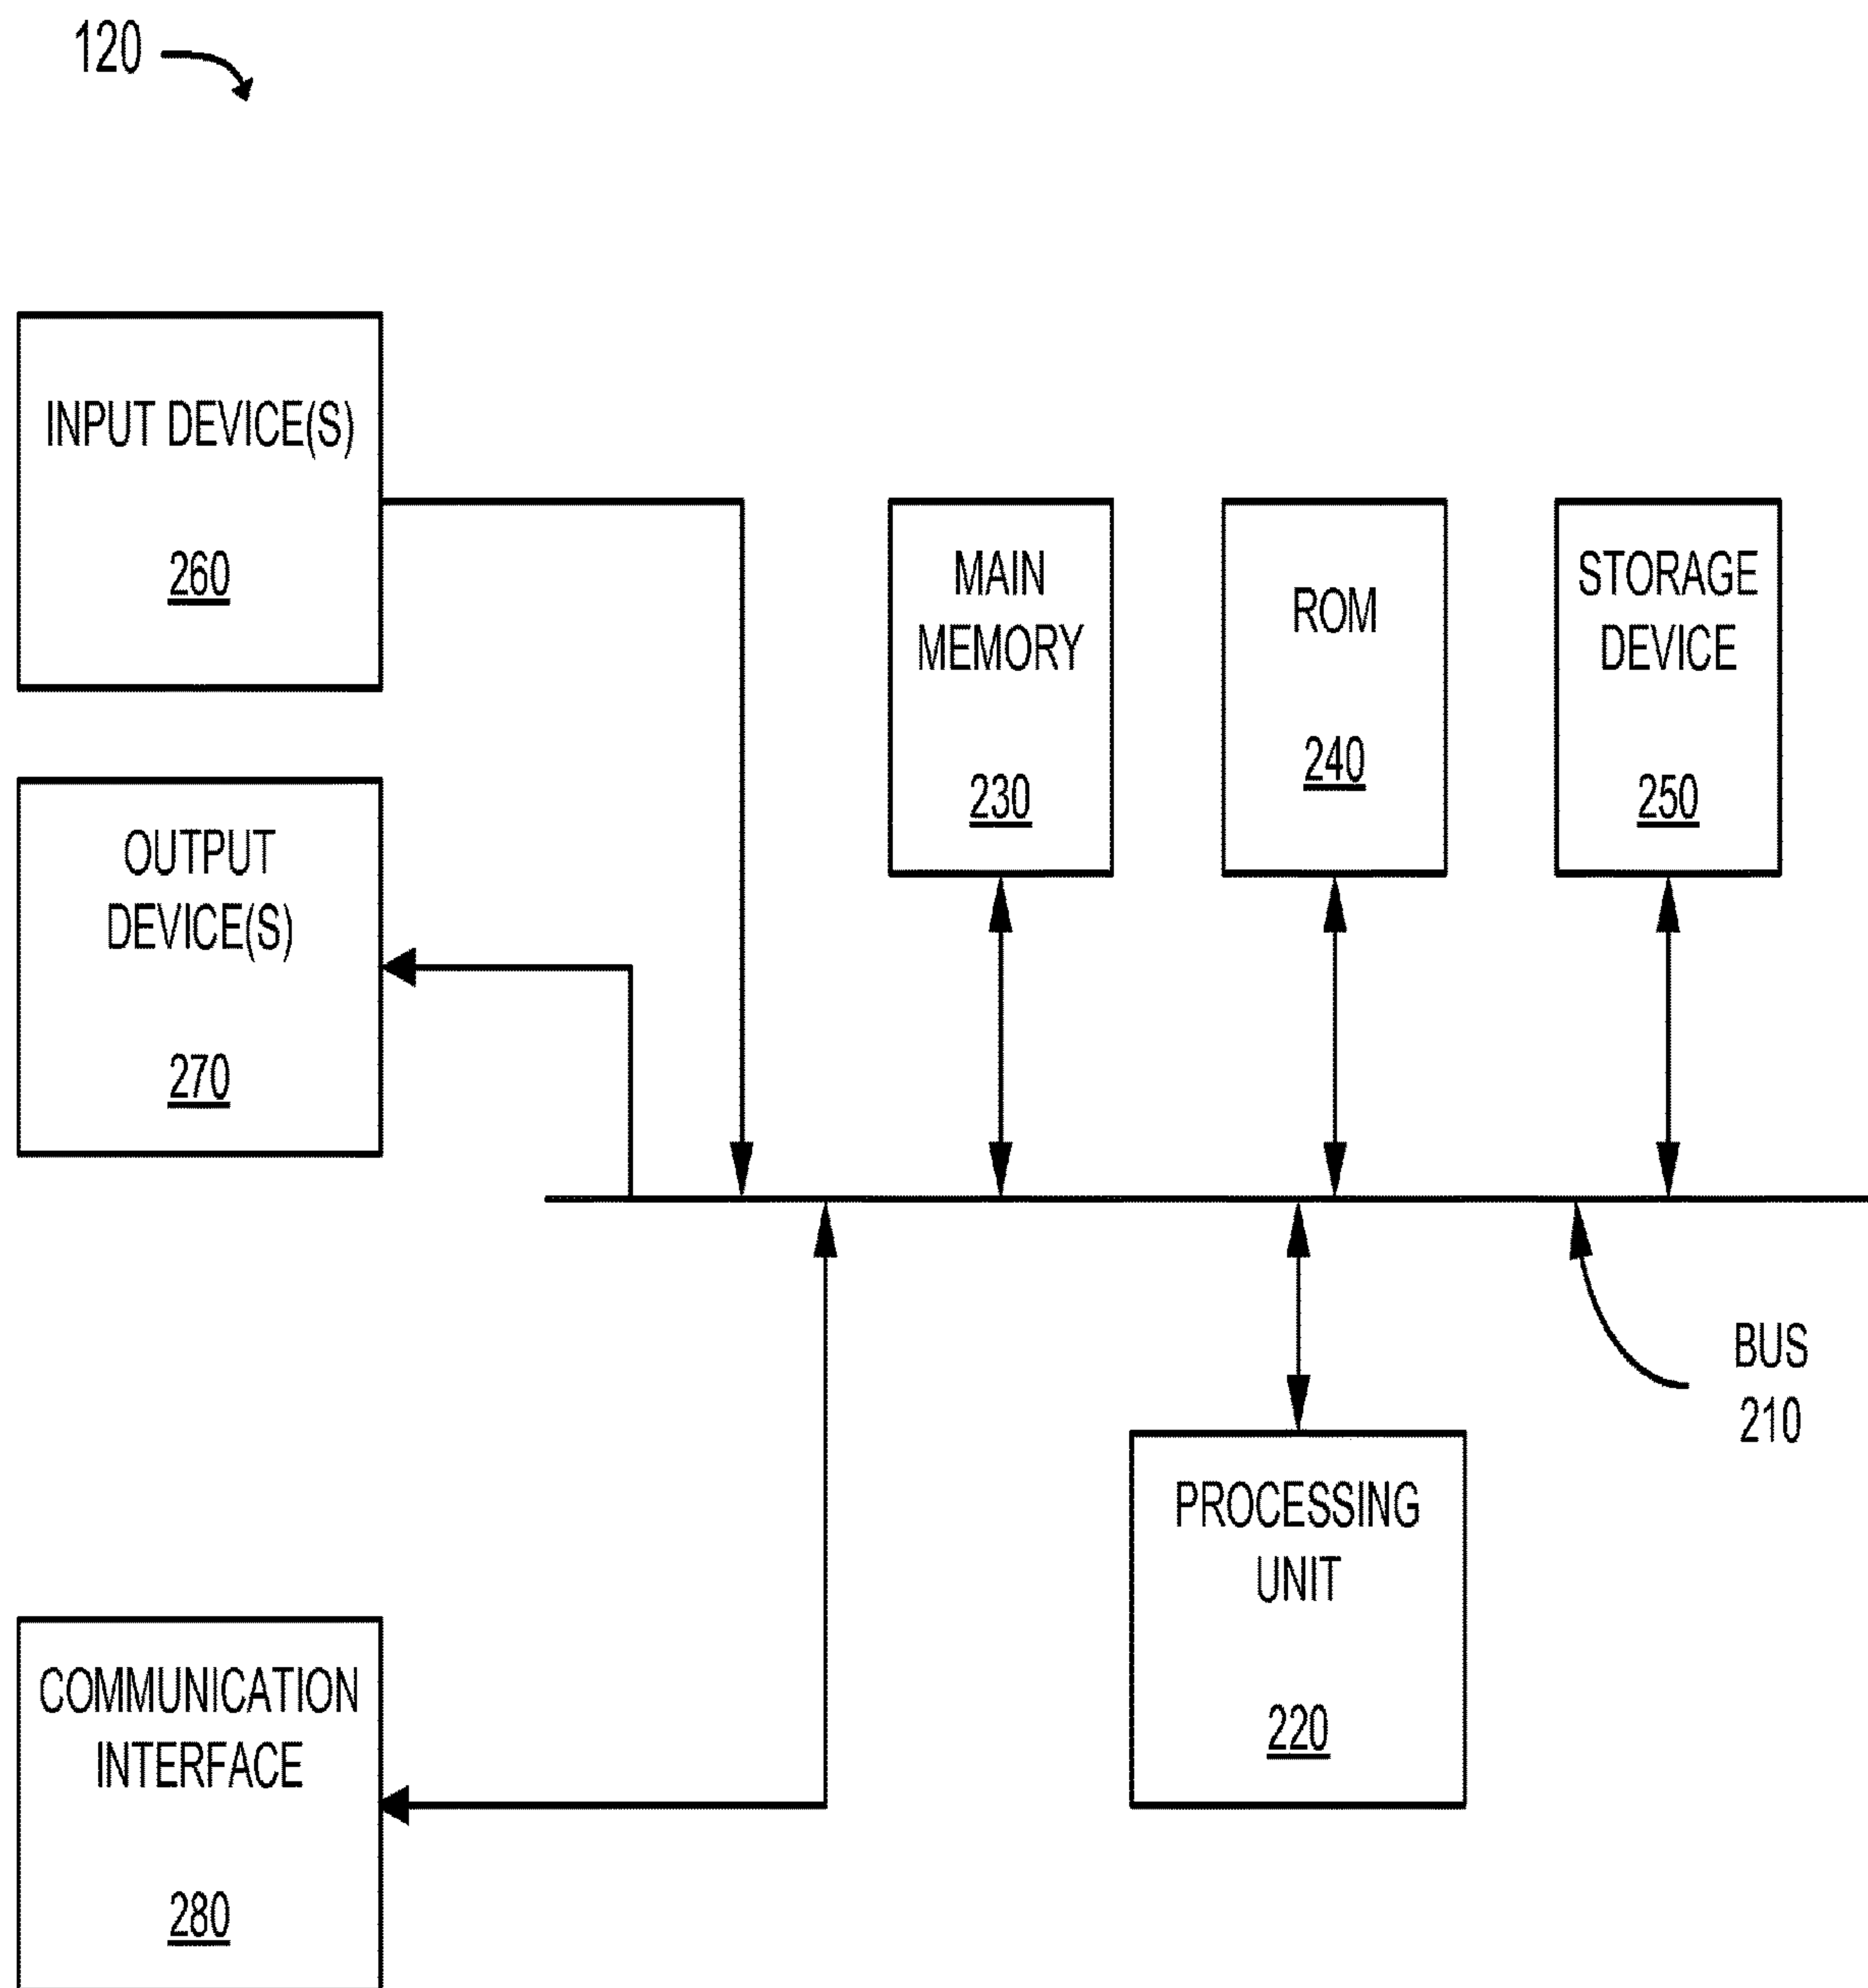 120
INPUT DEVICE(S)
260
OUTPUT
DEVICE(S)
270
MAIN
MEMORY
230
ROM
240
STORAGE
DEVICE
250
BUS
210
PROCESSING
UNIT
220
COMMUNICATION
INTERFACE
280